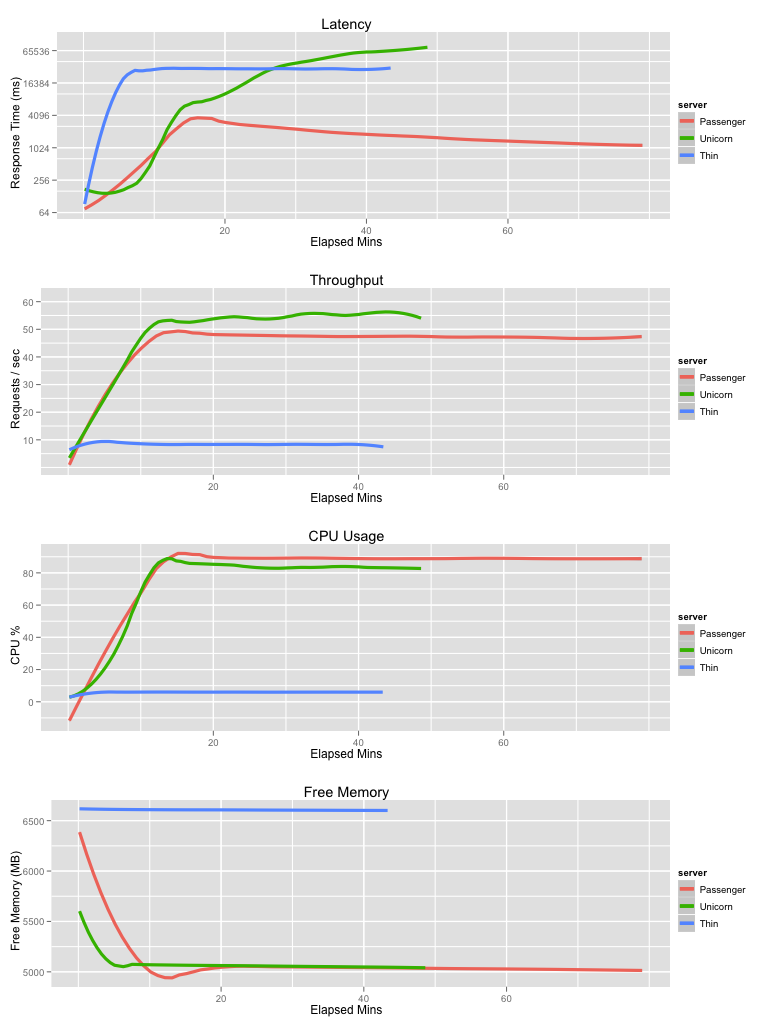 Latency
Response Time (ms)
65536
16384
4096
1024
256
64
20
40
60
Elapsed Mins
server
Passenger
Unicorn
Thin
Throughput
Requests / sec
60
50
40
30
20
10
20
40
60
Elapsed Mins
server
Passenger
Unicorn
Thin
CPU Usage
CPU %
80
60
40
20
0
20
40
60
Elapsed Mins
server
Passenger
Unicorn
Thin
Free Memory
Free Memory (MB)
6500
6000
5500
5000
20
40
60
Elapsed Mins
server
Passenger
Unicorn
Thin